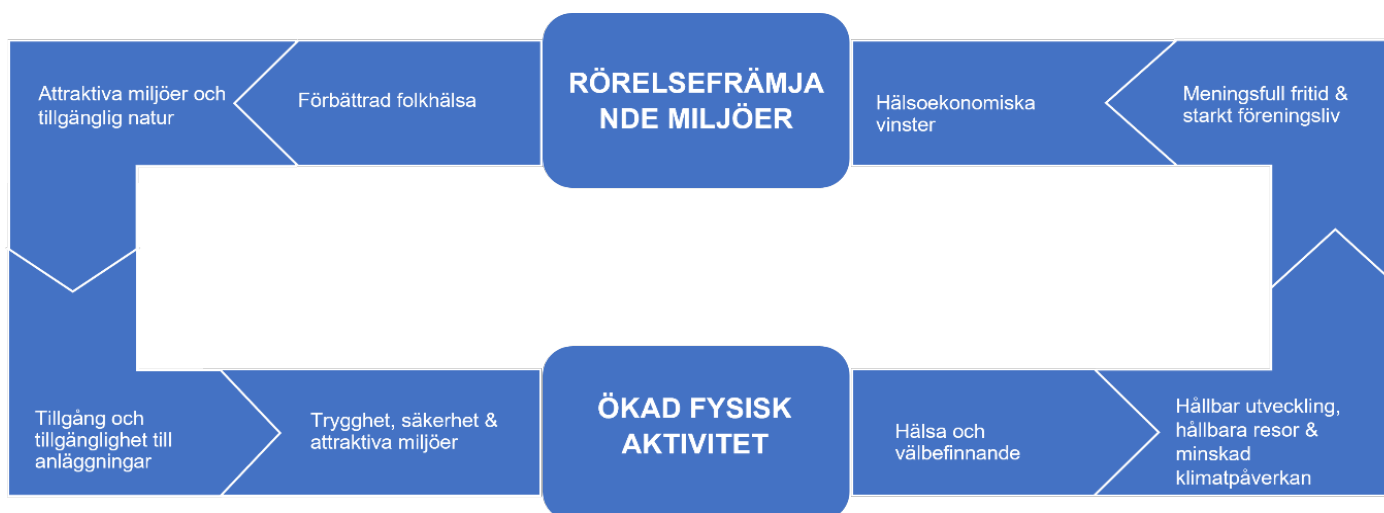 RÖRELSEFRÄMJA
NDE MILJÖER
Förbättrad folkhälsa
Attraktiva miljöer och
tillgänglig natur
Tillgång och
tillgänglighet till
anläggningar
Trygghet, säkerhet &
attraktiva miljöer
ÖKAD FYSISK
AKTIVITET
Hälsa och
välbefinnande
Hållbar utveckling,
hållbara resor &
minskad
klimatpåverkan
Meningsfull fritid &
starkt föreningsliv
Hälsoekonomiska
vinster